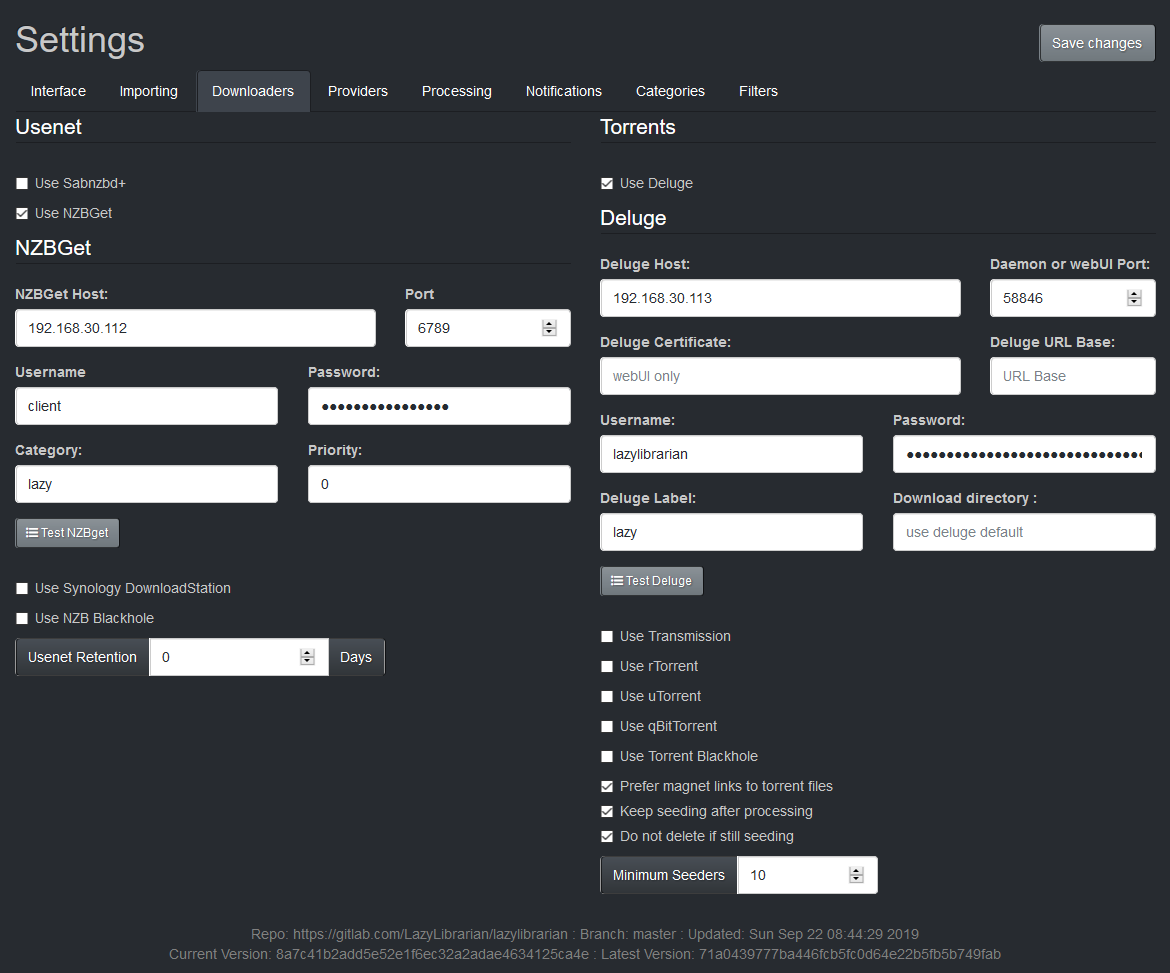 Settings
Save changes
Interface Importing Downloaders Providers Processing Notifications Categories Filters
Usenet
Use Sabnzbd+
Use NZBGet
NZBGet
NZBGet Host: Port
192.168.30.112 6789
Username Password:
client ••••••••••••••••
Category: Priority:
lazy 0
Test NZBget
Use Synology DownloadStation
Use NZB Blackhole
Usenet Retention 0 Days
Torrents
Use Deluge
Deluge
Deluge Host: Daemon or webUI Port:
192.168.30.113 58846
Deluge Certificate: Deluge URL Base:
webUI only URL Base
Username: Password:
lazylibrarian ••••••••••••••••••••••••••••••
Deluge Label: Download directory :
lazy use deluge default
Test Deluge
Use Transmission
Use rTorrent
Use uTorrent
Use qBitTorrent
Use Torrent Blackhole
Prefer magnet links to torrent files
Keep seeding after processing
Do not delete if still seeding
Minimum Seeders 10
Repo: https://gitlab.com/LazyLibrarian/lazylibrarian : Branch: master : Updated: Sun Sep 22 08:44:29 2019
Current Version: 8a7c41b2add5e52e1f6ec32a2adae4634125ca4e : Latest Version: 71a0439777ba446fcb5fc0d64e22b5fb5b749fab